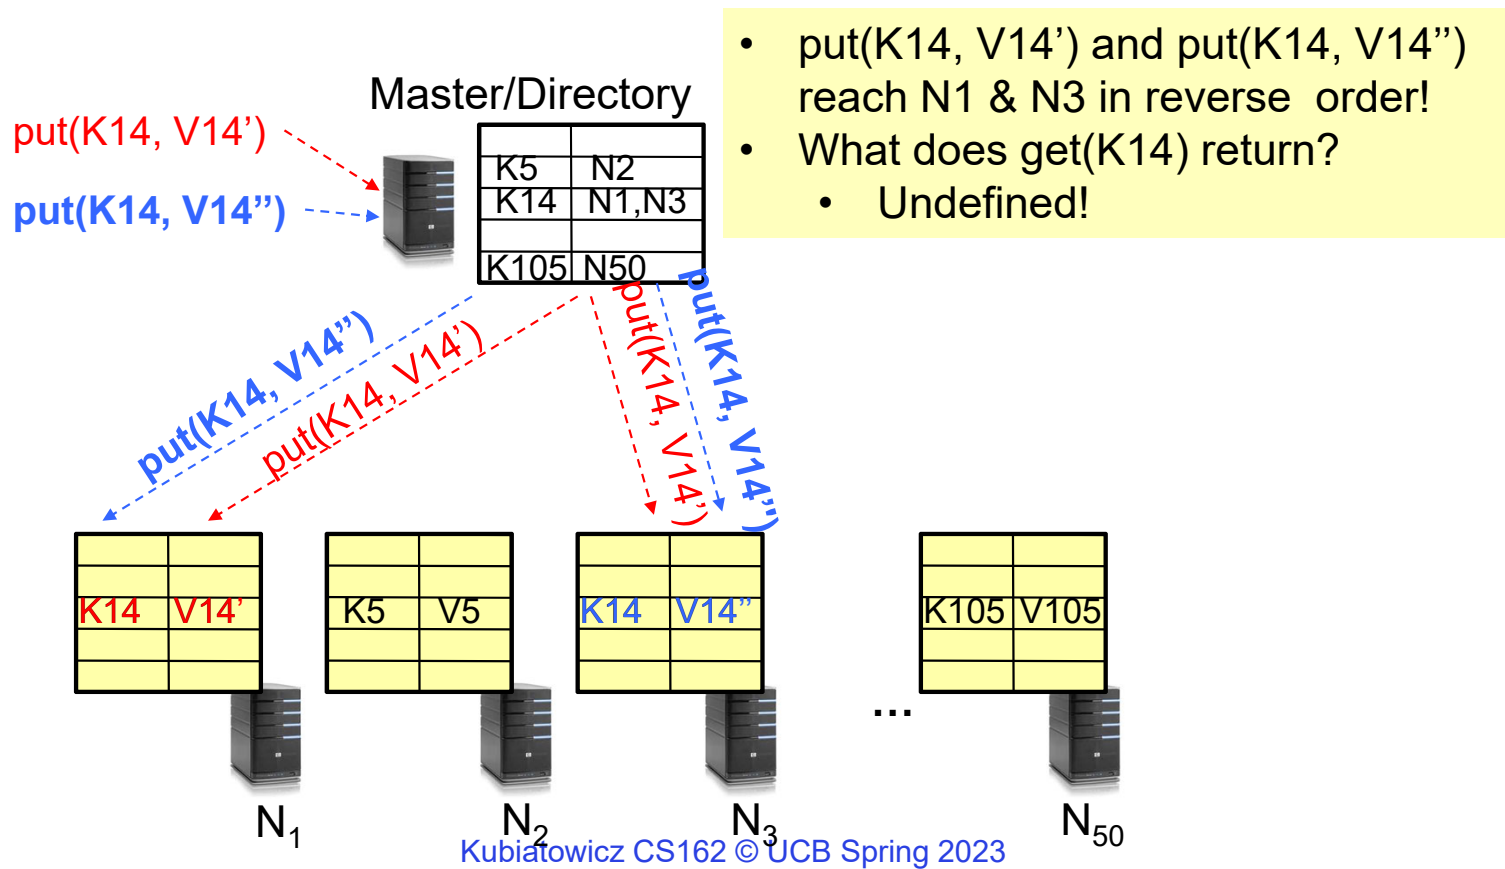 • put(K14, V14’) and put(K14, V14’’)
reach N1 & N3 in reverse order!
• What does get(K14) return?
• Undefined!
Master/Directory
put(K14, V14’)
put(K14, V14’’)
K5 N2
K14 N1,N3
K105 N50
put(K14, V14’’)
put(K14, V14’)
put(K14, V14’)
put(K14, V14’’)
K14 V14’
K5 V5
K14 V14’’
K105 V105
...
N1
N2
N3
N50
Kubiatowicz CS162 © UCB Spring 2023